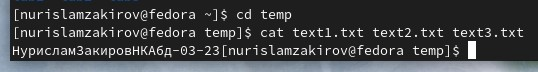 [nurislamzakirov@fedora ~]$ cd temp
[nurislamzakirov@fedora temp]$ cat text1.txt text2.txt text3.txt
НурисламЗакировНКАбд-03-23[nurislamzakirov@fedora temp]$